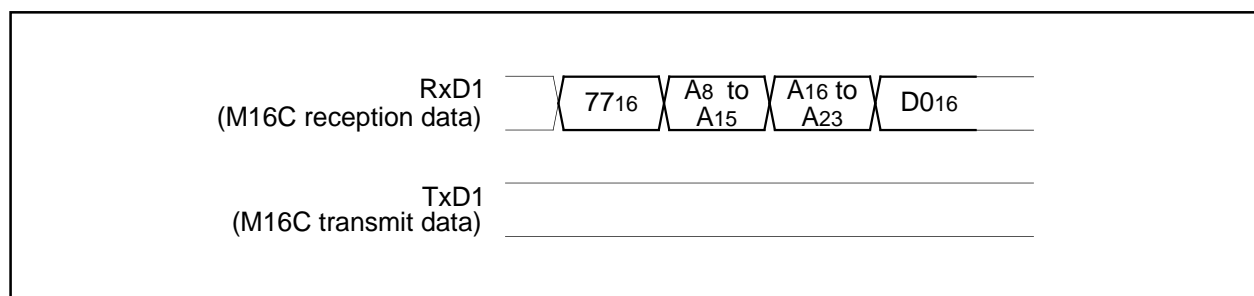 RxD1
(M16C reception data)
7716
A8 to
A15
A16 to
A23
D016
TxD1
(M16C transmit data)